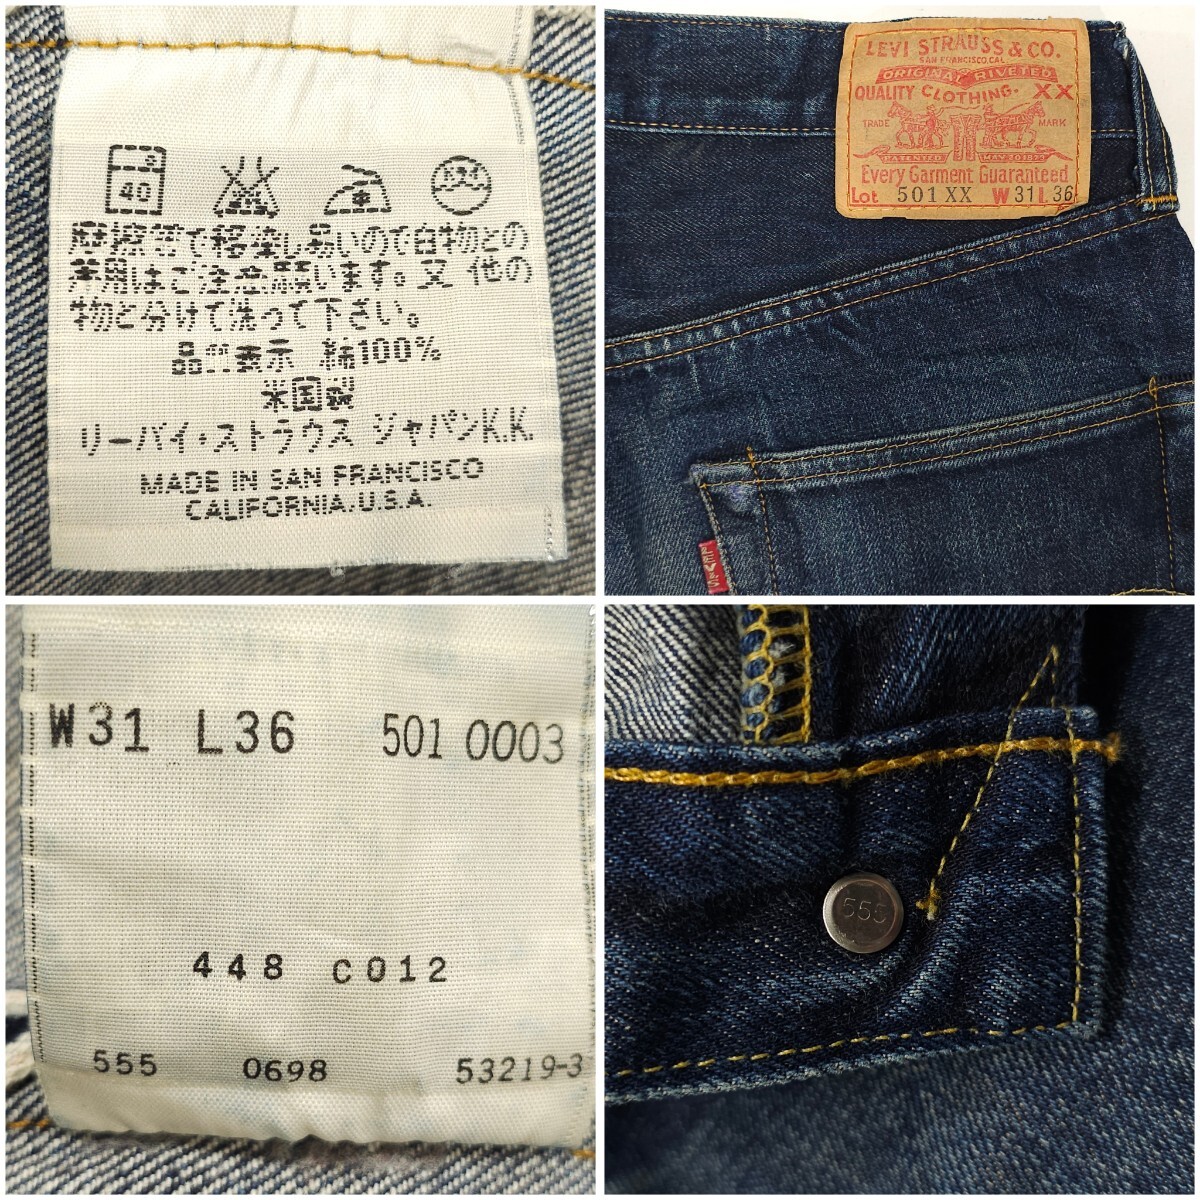 40
摩擦等で移染し易いので白物との
兼用はご注意願います。又 他の
物と分けて洗って下さい。
品質表示 綿100%
米国製
リーバイ・ストラウス ジャパンK.K.
MADE IN SAN FRANCISCO
CALIFORNIA.U.S.A.
LEVI STRAUSS & CO.
SAN FRANCISCO.CAL
ORIGINAL RIVETED
QUALITY CLOTHING. XX
TRADE MARK
PATENTED
Every Garment Guaranteed
Lot 501 XX W 31 L 36
LEVI'S
W31 L36 501 0003
448 C012
555 0698 53219-3
555